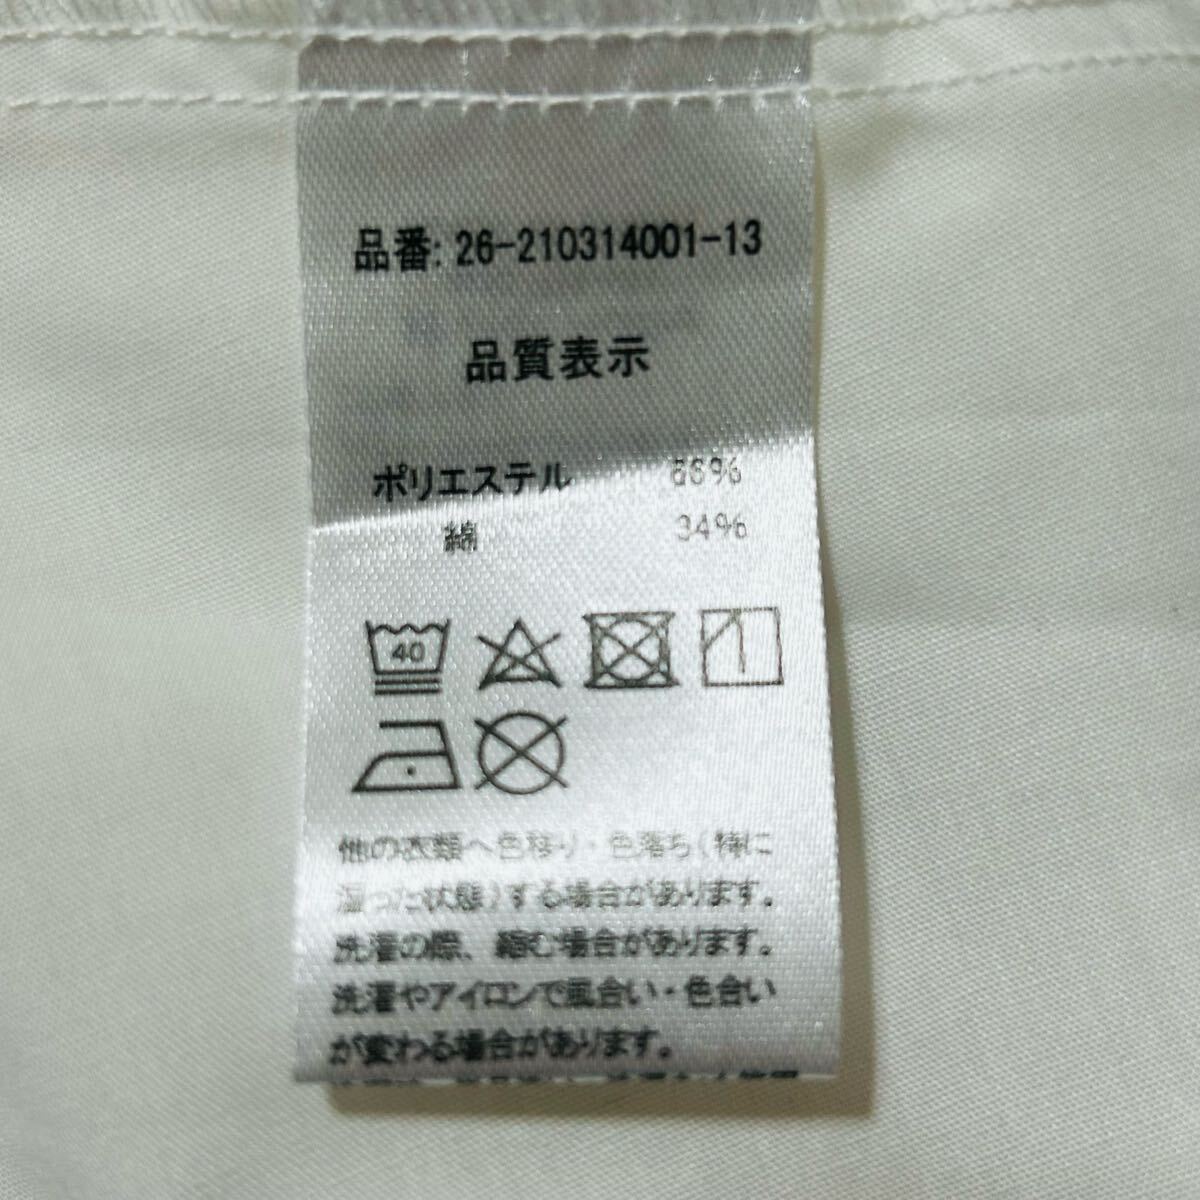 品番: 26-210314001-13
品質表示
ポリエステル 66%
綿 34%
40
他の衣類へ色移り・色落ち(特に
湿った状態)する場合があります。
洗濯の際、縮む場合があります。
洗濯やアイロンで風合い・色合い
が変わる場合があります。